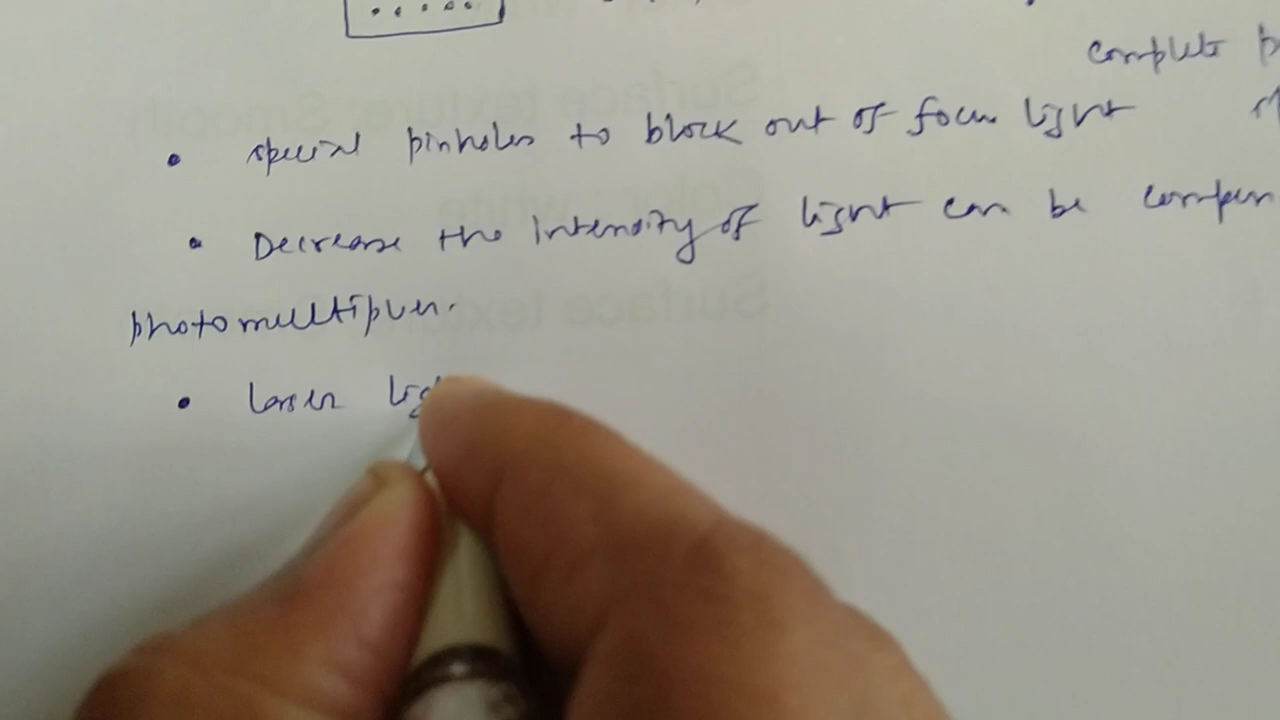 complete
• special pinholes to block out of focus light
• Decrease the intensity of light can be compen
photomultiplier.
• laser lig